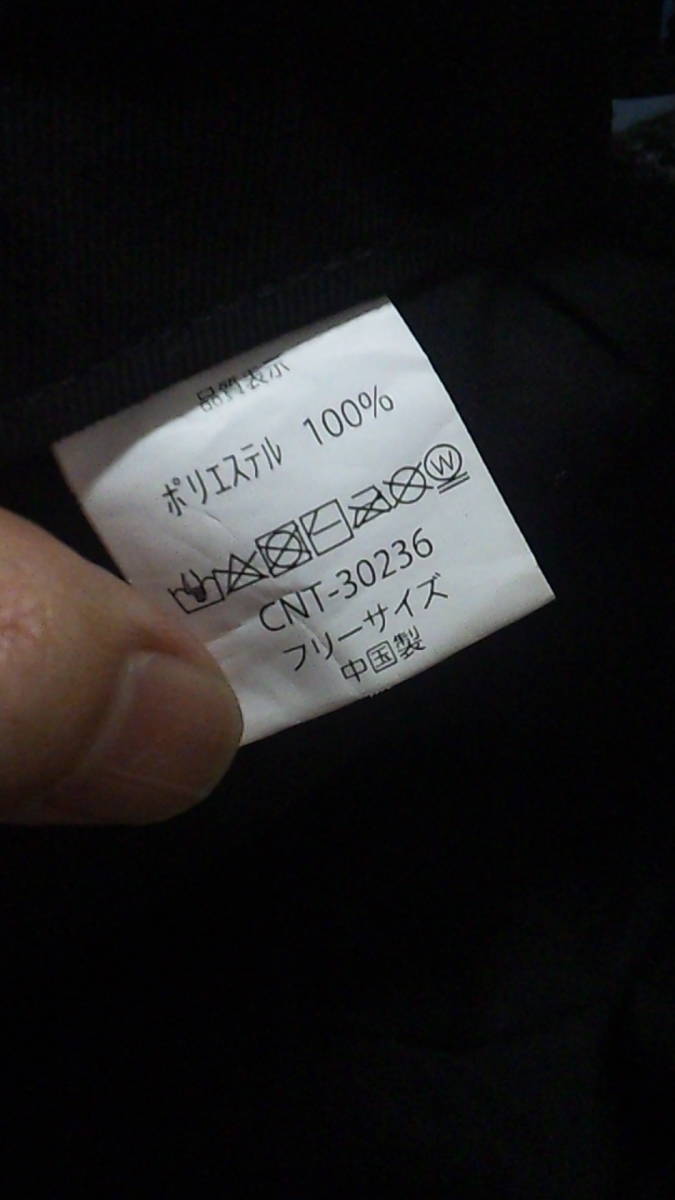 品質表示
ポリエステル 100%
W
CNT-30236
フリーサイズ
中国製